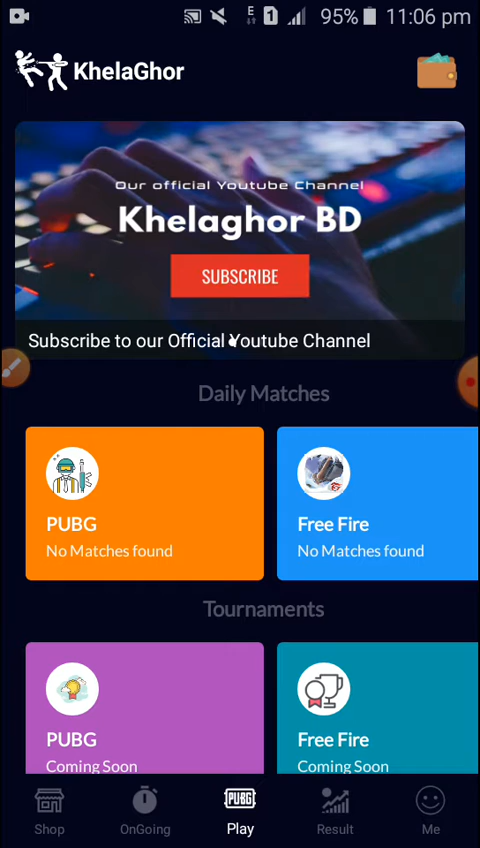 E 1 95% 11:06 pm
KhelaGhor
Our official Youtube Channel
Khelaghor BD
SUBSCRIBE
Subscribe to our Official Youtube Channel
Daily Matches
PUBG
No Matches found
Free Fire
No Matches found
Tournaments
PUBG
Coming Soon
Free Fire
Coming Soon
PUBG
Shop OnGoing Play Result Me